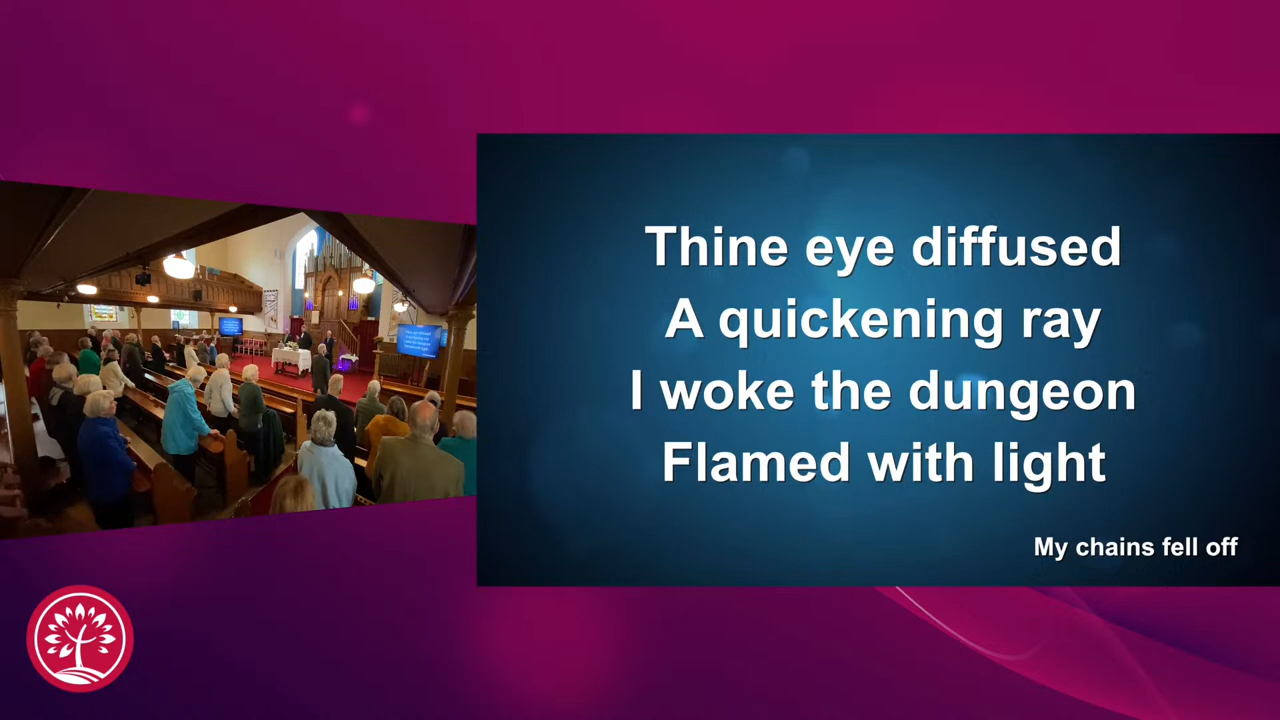 Thine eye diffused
A quickening ray
I woke the dungeon
Flamed with light
My chains fell off